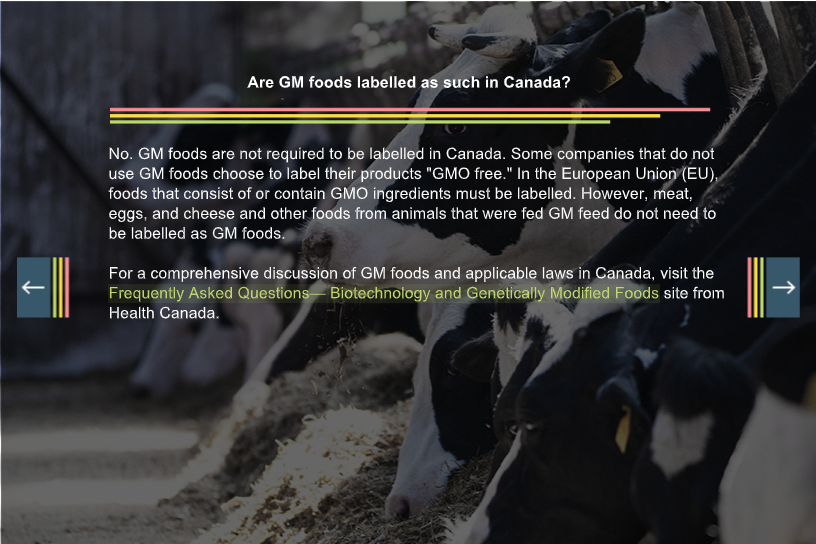 Are GM foods labelled as such in Canada?
No. GM foods are not required to be labelled in Canada. Some companies that do not
use GM foods choose to label their products "GMO free." In the European Union (EU),
foods that consist of or contain GMO ingredients must be labelled. However, meat,
eggs, and cheese and other foods from animals that were fed GM feed do not need to
be labelled as GM foods.
For a comprehensive discussion of GM foods and applicable laws in Canada, visit the
Frequently Asked Questions— Biotechnology and Genetically Modified Foods site from
Health Canada.